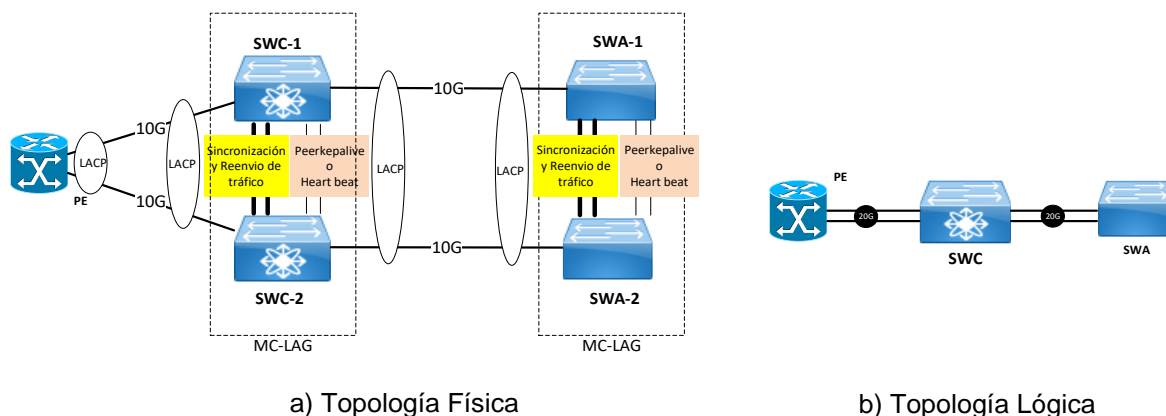 SWC-1
SWA-1
10G
10G
LACP
LACP
LACP
LACP
PE
10G
Sincronización
y Reenvio de
tráfico
Peerkepalive
o
Heart beat
Sincronización
y Reenvio de
tráfico
Peerkepalive
o
Heart beat
10G
SWC-2
SWA-2
MC-LAG
MC-LAG
a) Topología Física
PE
20G
20G
SWC
SWA
b) Topología Lógica